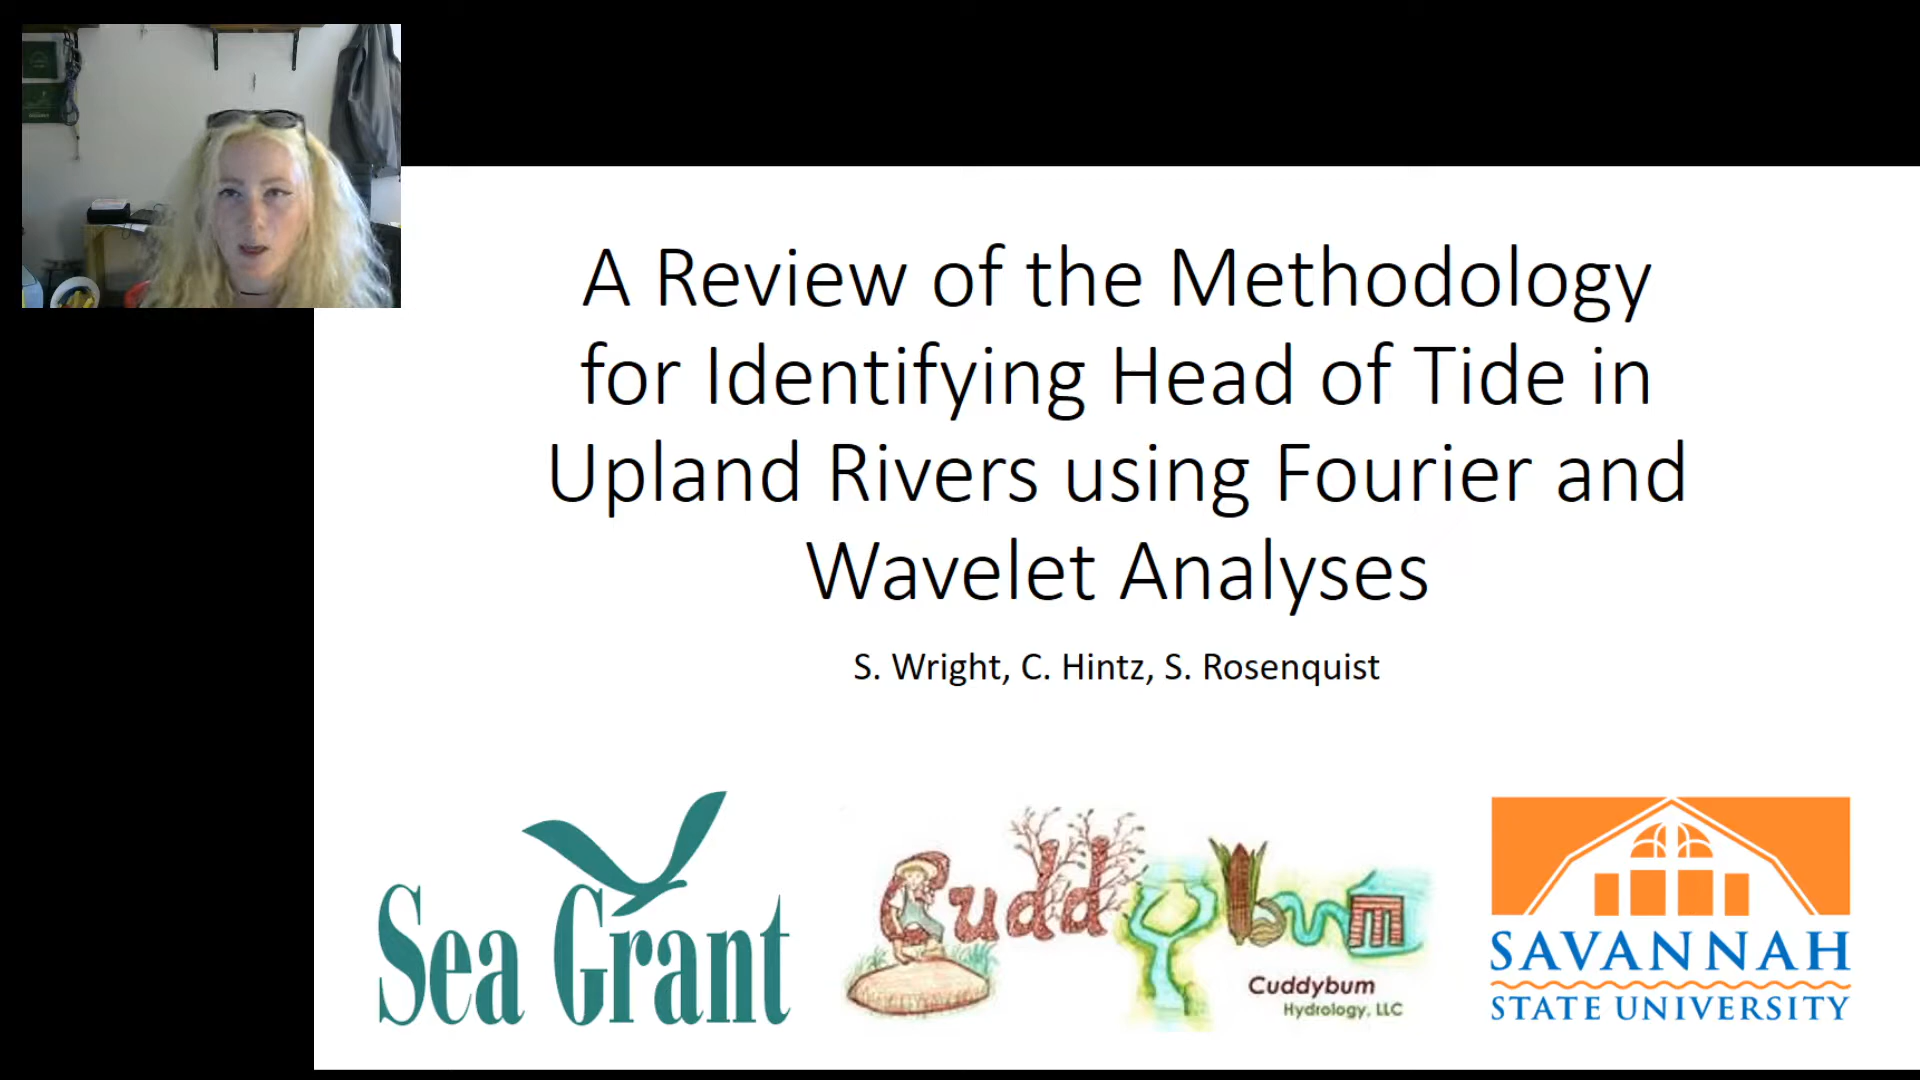 A Review of the Methodology
for Identifying Head of Tide in
Upland Rivers using Fourier and
Wavelet Analyses
S. Wright, C. Hintz, S. Rosenquist
Sea Grant
Cuddybum
Cuddybum
Hydrology, LLC
SAVANNAH
STATE UNIVERSITY